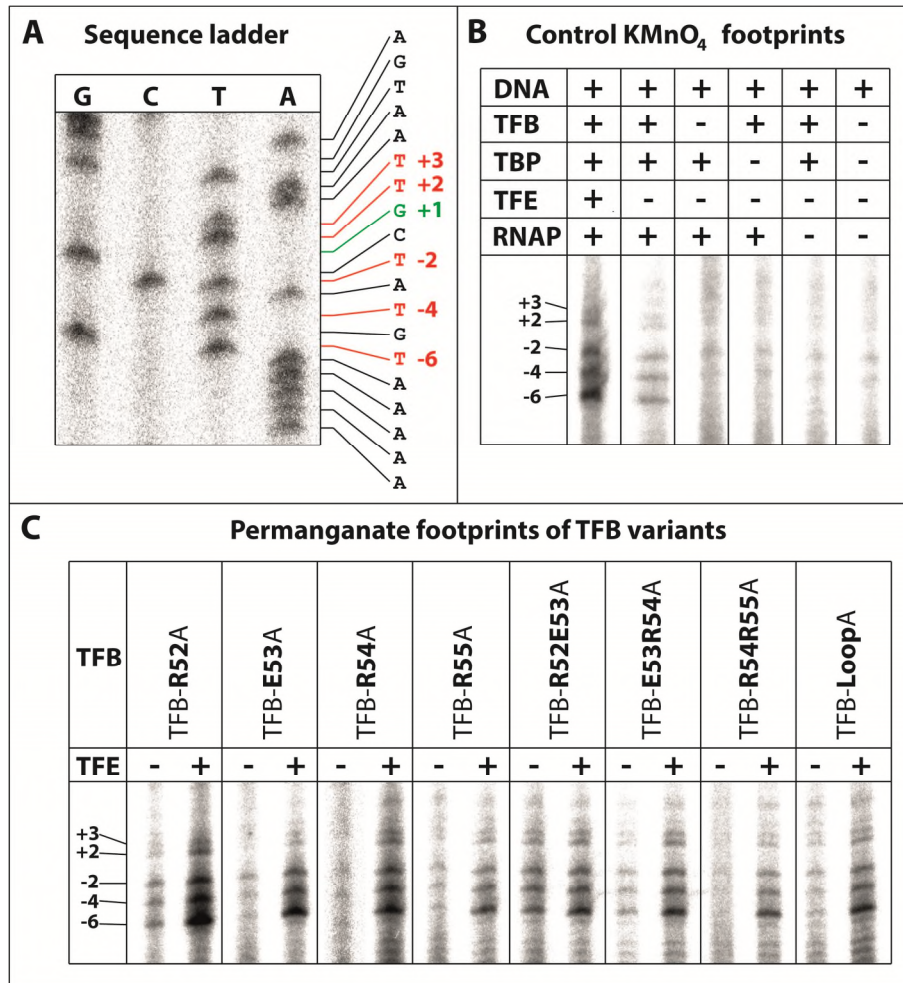 A Sequence ladder
G C T A
A
G
T
A
A
T +3
T +2
G +1
C
T -2
A
T -4
G
T -6
A
A
A
A
A
B Control KMnO4 footprints
DNA + + + + + +
TFB + + - + + -
TBP + + + - + -
TFE + - - - - -
RNAP + + + + - -
+3
+2
-2
-4
-6
C Permanganate footprints of TFB variants
TFB TFB-R52A TFB-E53A TFB-R54A TFB-R55A TFB-R52E53A TFB-E53R54A TFB-R54R55A TFB-LoopA
TFE - + - + - + - + - + - + - + - +
+3
+2
-2
-4
-6